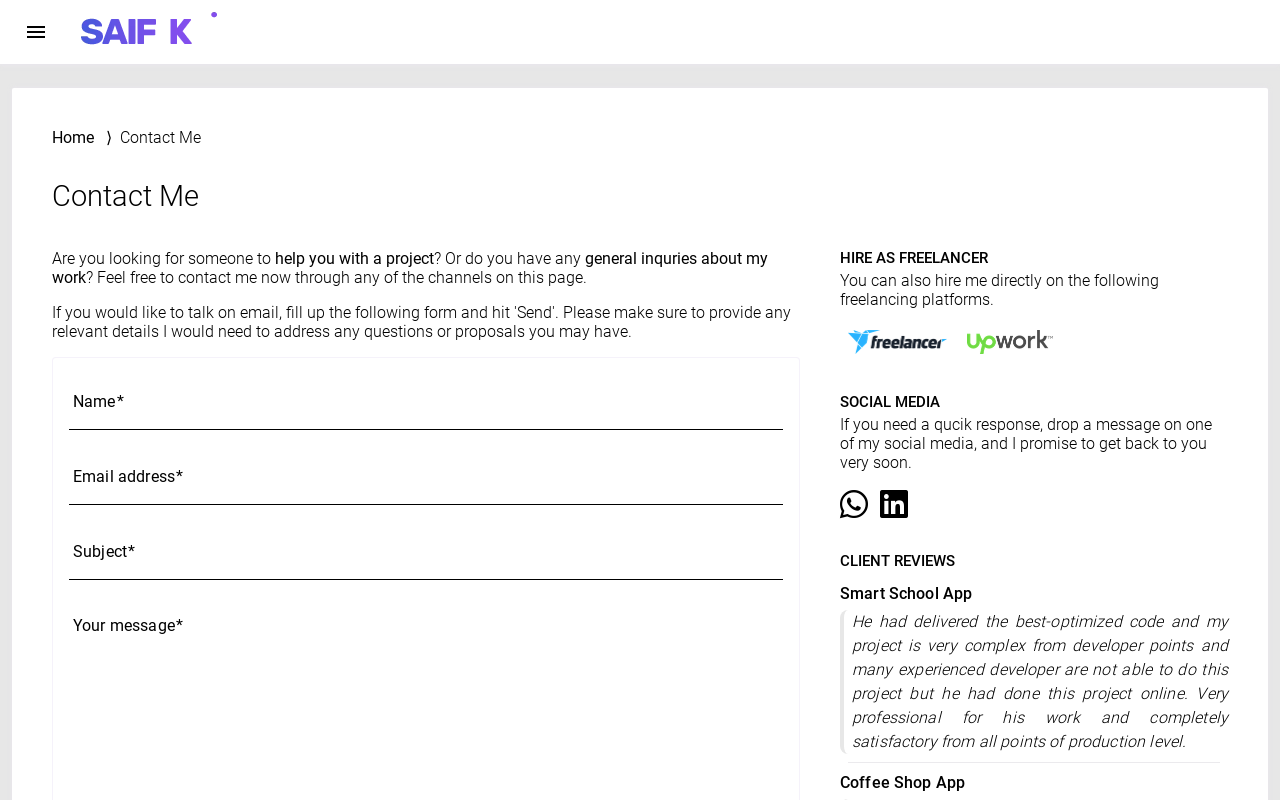 SAIF K
Home ⟩ Contact Me
Contact Me
Are you looking for someone to help you with a project? Or do you have any general inquries about my
work? Feel free to contact me now through any of the channels on this page.
If you would like to talk on email, fill up the following form and hit 'Send'. Please make sure to provide any
relevant details I would need to address any questions or proposals you may have.
Name*
Email address*
Subject*
Your message*
HIRE AS FREELANCER
You can also hire me directly on the following
freelancing platforms.
freelancer Upwork™
SOCIAL MEDIA
If you need a qucik response, drop a message on one
of my social media, and I promise to get back to you
very soon.
in
CLIENT REVIEWS
Smart School App
He had delivered the best-optimized code and my
project is very complex from developer points and
many experienced developer are not able to do this
project but he had done this project online. Very
professional for his work and completely
satisfactory from all points of production level.
Coffee Shop App